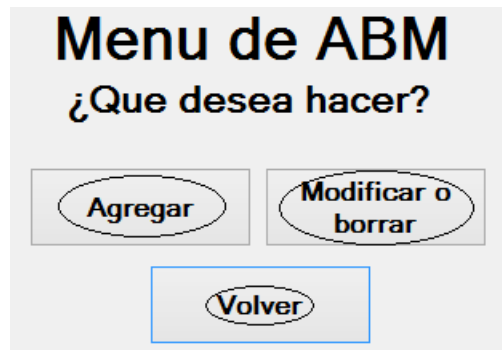 Menu de ABM
¿Que desea hacer?
Agregar
Modificar o
borrar
Volver